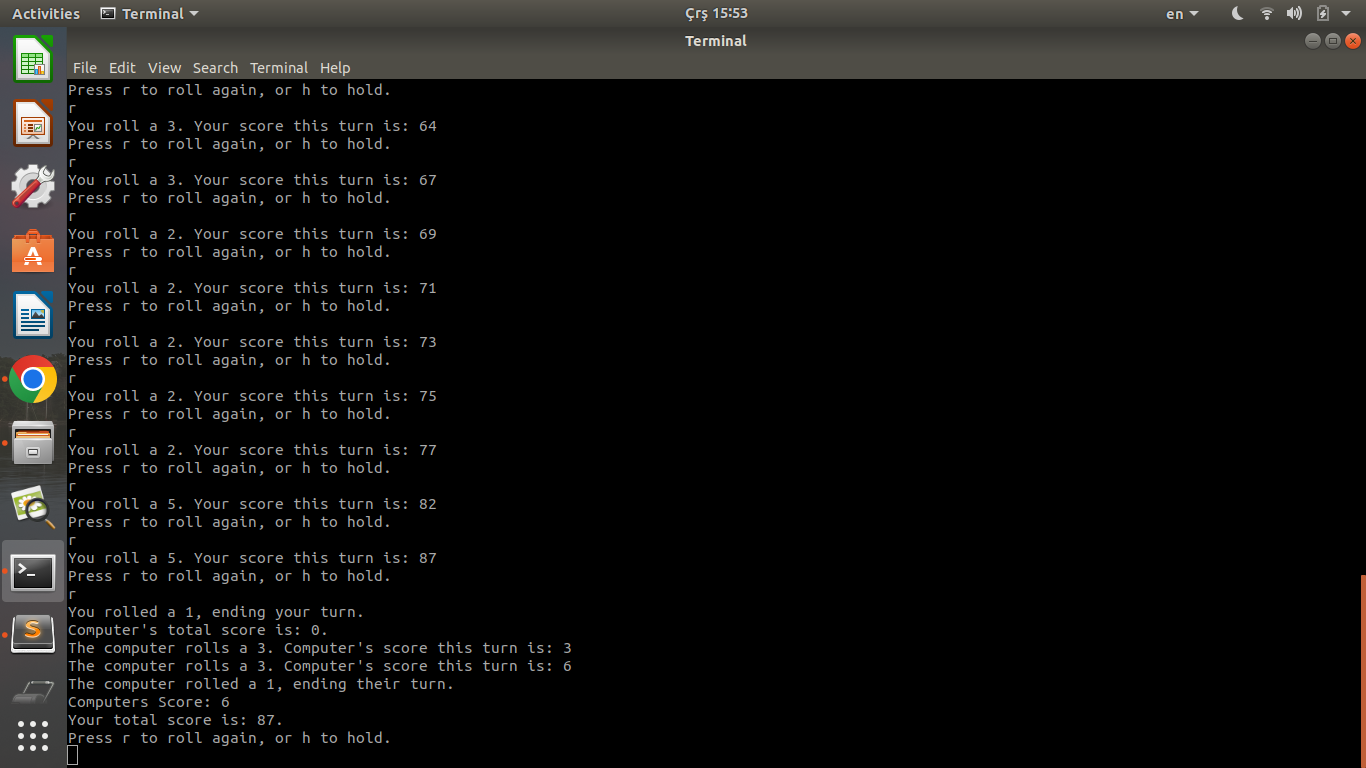 Activities Terminal Çrş 15:53 en
Terminal
File Edit View Search Terminal Help
Press r to roll again, or h to hold.
r
You roll a 3. Your score this turn is: 64
Press r to roll again, or h to hold.
r
You roll a 3. Your score this turn is: 67
Press r to roll again, or h to hold.
r
You roll a 2. Your score this turn is: 69
Press r to roll again, or h to hold.
r
You roll a 2. Your score this turn is: 71
Press r to roll again, or h to hold.
r
You roll a 2. Your score this turn is: 73
Press r to roll again, or h to hold.
r
You roll a 2. Your score this turn is: 75
Press r to roll again, or h to hold.
r
You roll a 2. Your score this turn is: 77
Press r to roll again, or h to hold.
r
You roll a 5. Your score this turn is: 82
Press r to roll again, or h to hold.
r
You roll a 5. Your score this turn is: 87
Press r to roll again, or h to hold.
r
You rolled a 1, ending your turn.
Computer's total score is: 0.
The computer rolls a 3. Computer's score this turn is: 3
The computer rolls a 3. Computer's score this turn is: 6
The computer rolled a 1, ending their turn.
Computers Score: 6
Your total score is: 87.
Press r to roll again, or h to hold.